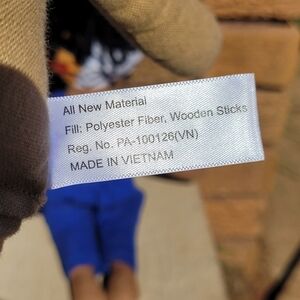 All New Material
Fill: Polyester Fiber, Wooden Sticks
Reg. No. PA-100126(VN)
MADE IN VIETNAM